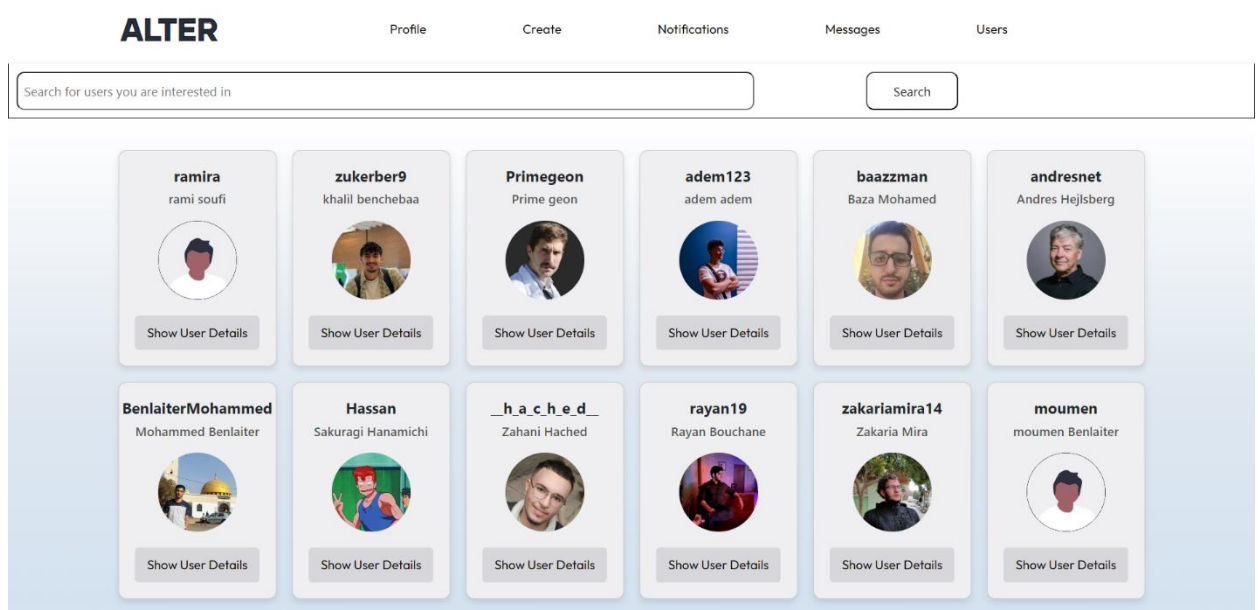 ALTER Profile Create Notifications Messages Users
Search for users you are interested in Search
ramira zukerber9 Primegeon adem123 baazzman andresnet
rami soufi khalil benchebaa Prime geon adem adem Baza Mohamed Andres Hejlsberg
Show User Details Show User Details Show User Details Show User Details Show User Details Show User Details
BenlaiterMohammed Hassan __h_a_c_h_e_d__ rayan19 zakariamira14 moumen
Mohammed Benlaiter Sakuragi Hanamichi Zahani Hached Rayan Bouchane Zakaria Mira moumen Benlaiter
Show User Details Show User Details Show User Details Show User Details Show User Details Show User Details